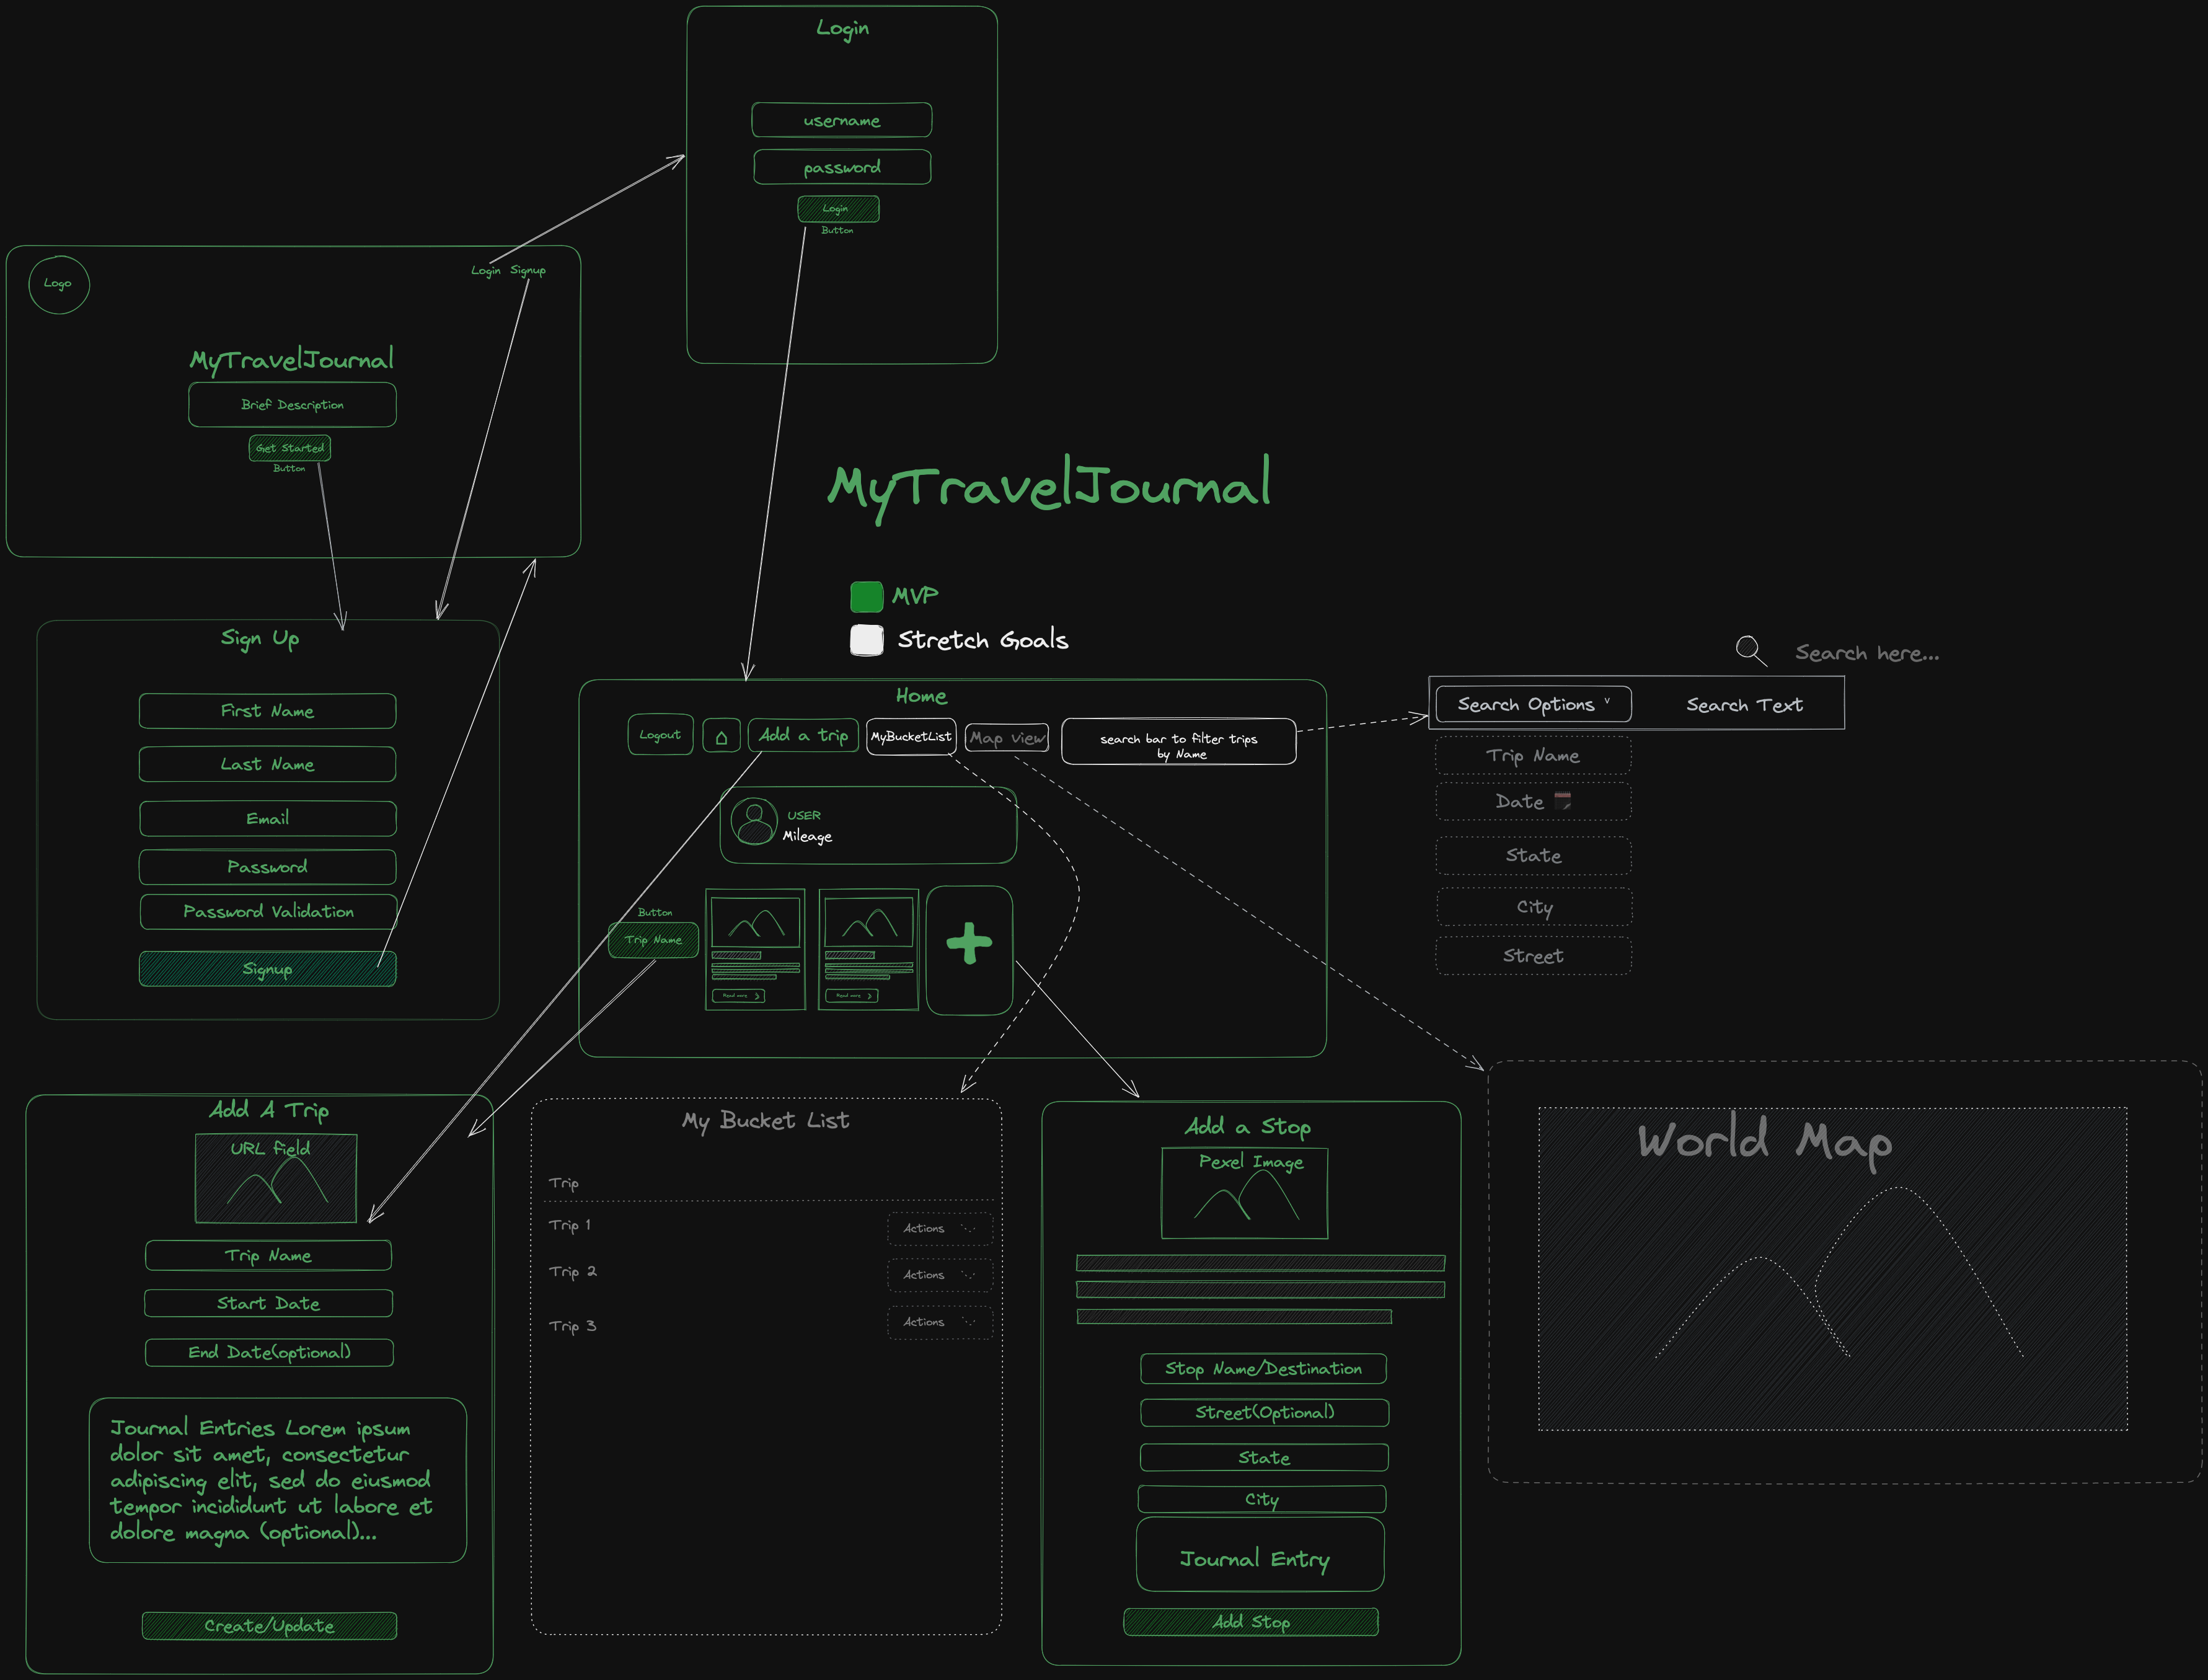 Login
username
password
Login
Button
Logo
Login Signup
MyTravelJournal
Brief Description
Get Started
Button
MyTravelJournal
MVP
Stretch Goals
Sign Up
First Name
Last Name
Email
Password
Password Validation
Signup
Home
Logout
Add a trip
MyBucketList
Map view
search bar to filter trips
by Name
USER
Mileage
Button
Trip Name
Read more
Read more
Search here...
Search Options
Search Text
Trip Name
Date
State
City
Street
Add A Trip
URL field
Trip Name
Start Date
End Date(optional)
Journal Entries Lorem ipsum
dolor sit amet, consectetur
adipiscing elit, sed do eiusmod
tempor incididunt ut labore et
dolore magna (optional)...
Create/Update
My Bucket List
Trip
Trip 1
Actions
Trip 2
Actions
Trip 3
Actions
Add a Stop
Pexel Image
Stop Name/Destination
Street(Optional)
State
City
Journal Entry
Add Stop
World Map